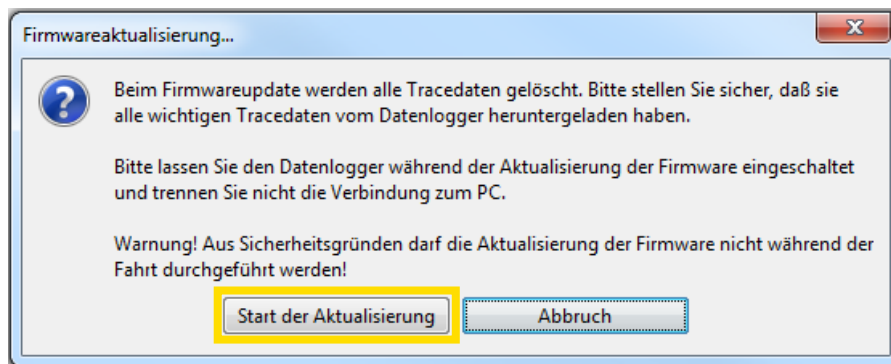 Firmwareaktualisierung...
Beim Firmwareupdate werden alle Tracedaten gelöscht. Bitte stellen Sie sicher, daß sie
alle wichtigen Tracedaten vom Datenlogger heruntergeladen haben.
Bitte lassen Sie den Datenlogger während der Aktualisierung der Firmware eingeschaltet
und trennen Sie nicht die Verbindung zum PC.
Warnung! Aus Sicherheitsgründen darf die Aktualisierung der Firmware nicht während der
Fahrt durchgeführt werden!
Start der Aktualisierung
Abbruch